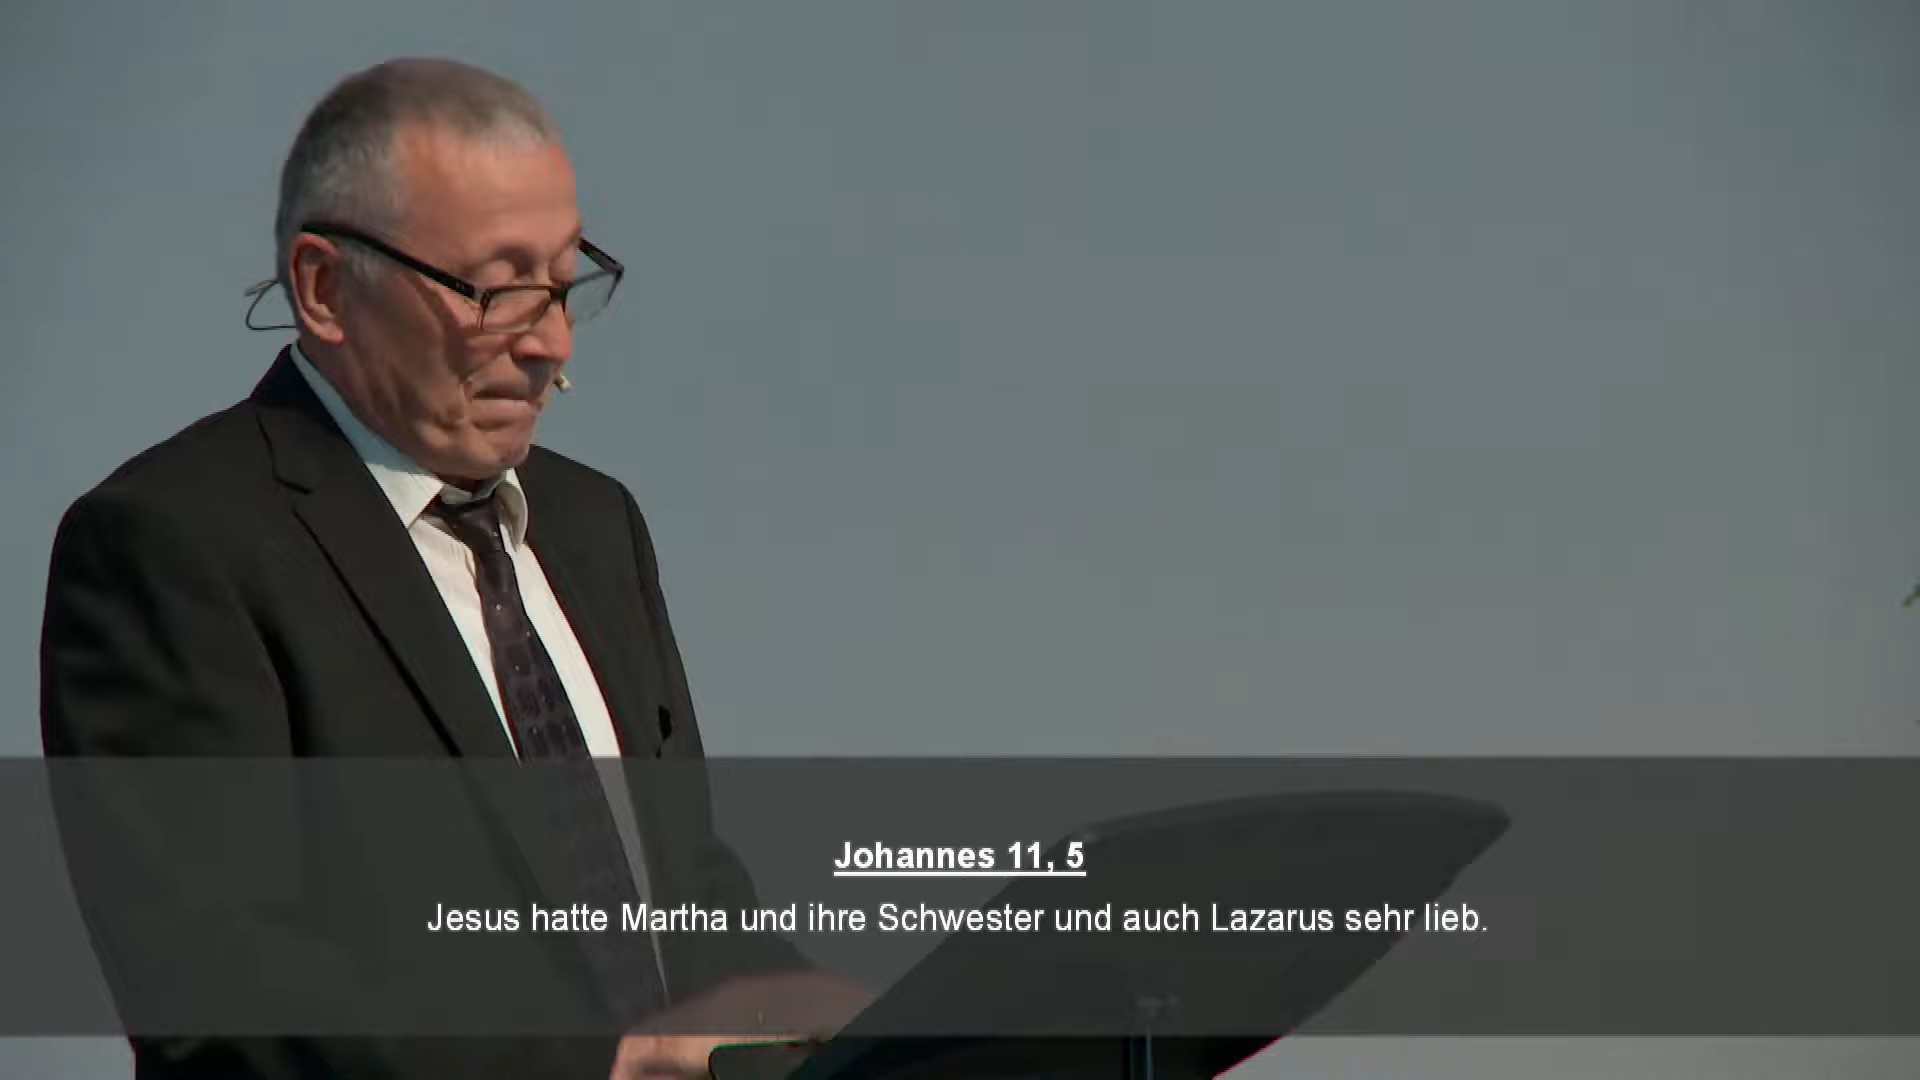 Johannes 11, 5
Jesus hatte Martha und ihre Schwester und auch Lazarus sehr lieb.